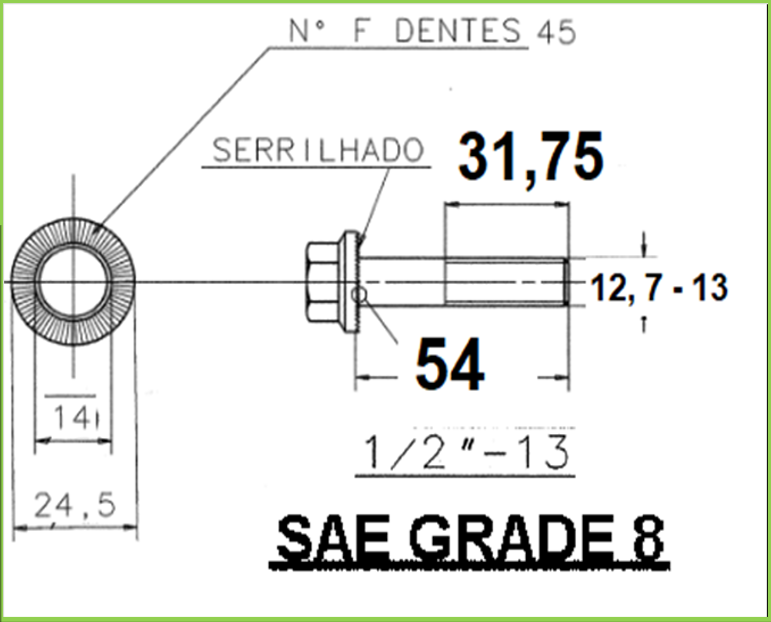 N° F DENTES 45
SERRILHADO
31,75
12, 7 - 13
54
14
1/2"-13
24,5
SAE GRADE 8